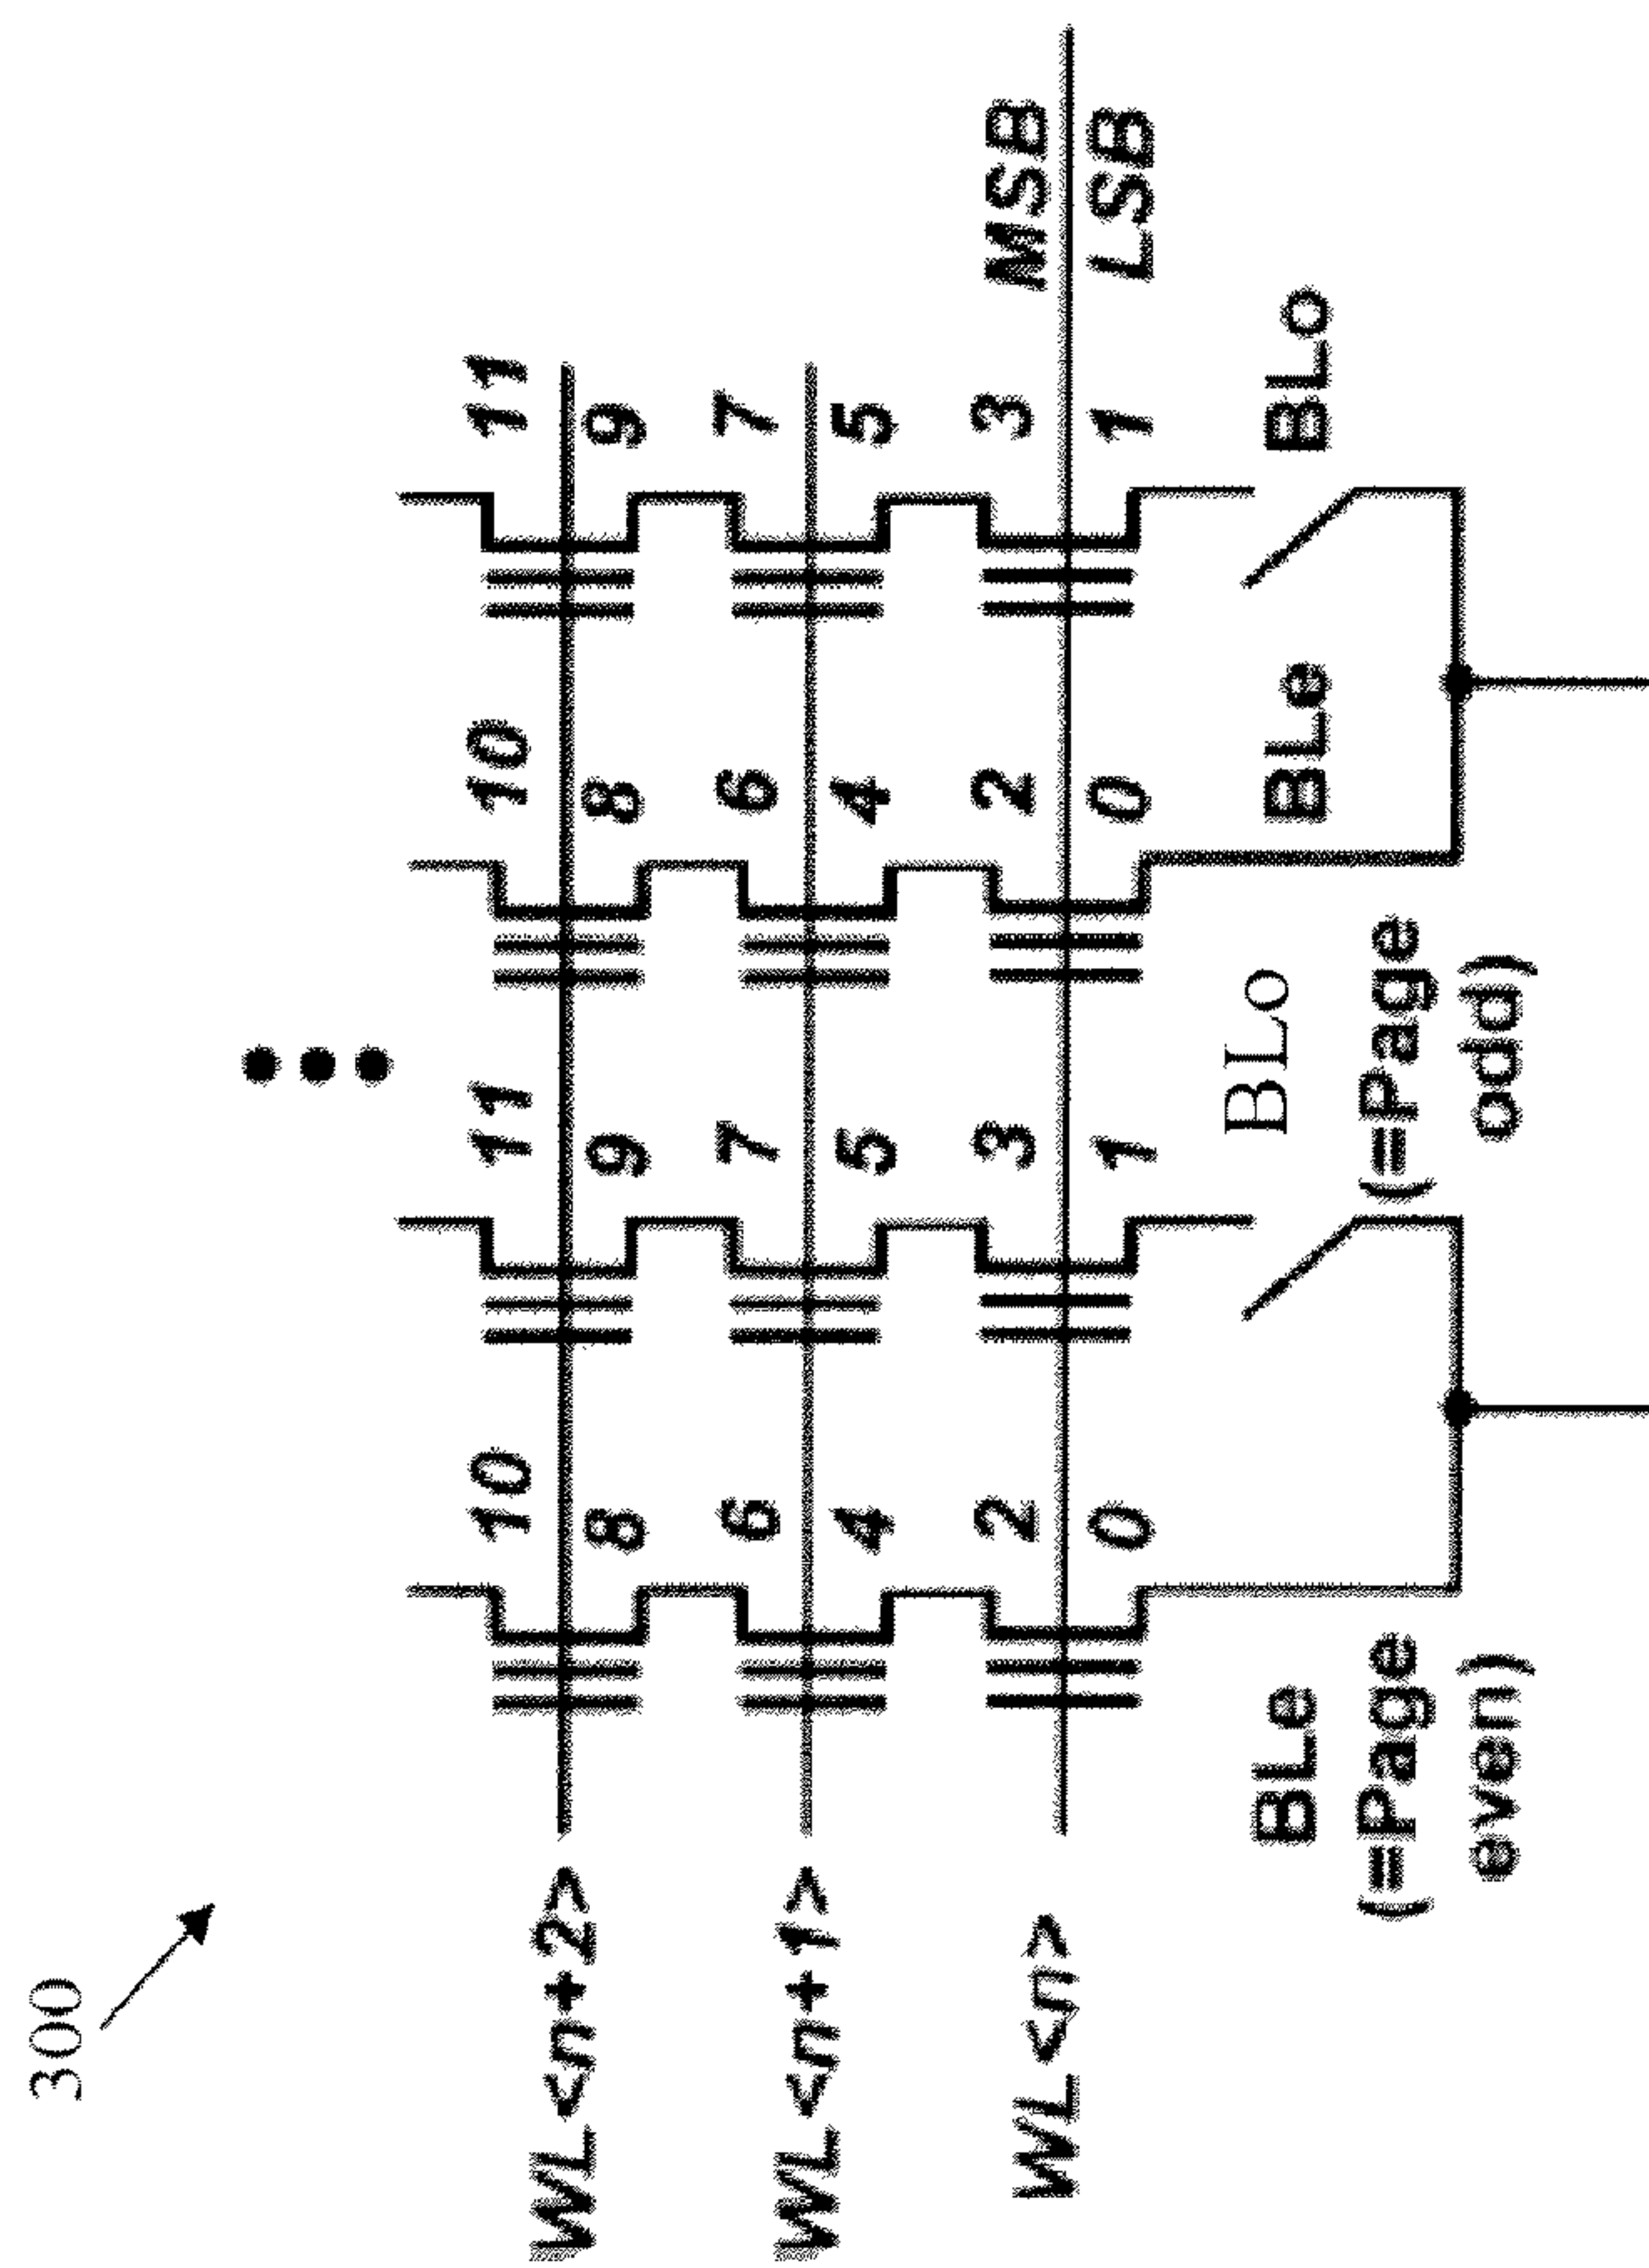 300
11 11
10 10
WL<n+2>
9 9
8 8
7 7
6 6
WL<n+1>
5 5
4 4
3 3 MSB
2 2
WL<n>
1 1 LSB
0 0
BLe
(=Page
even)
BLo
(=Page
odd)
BLe
BLo